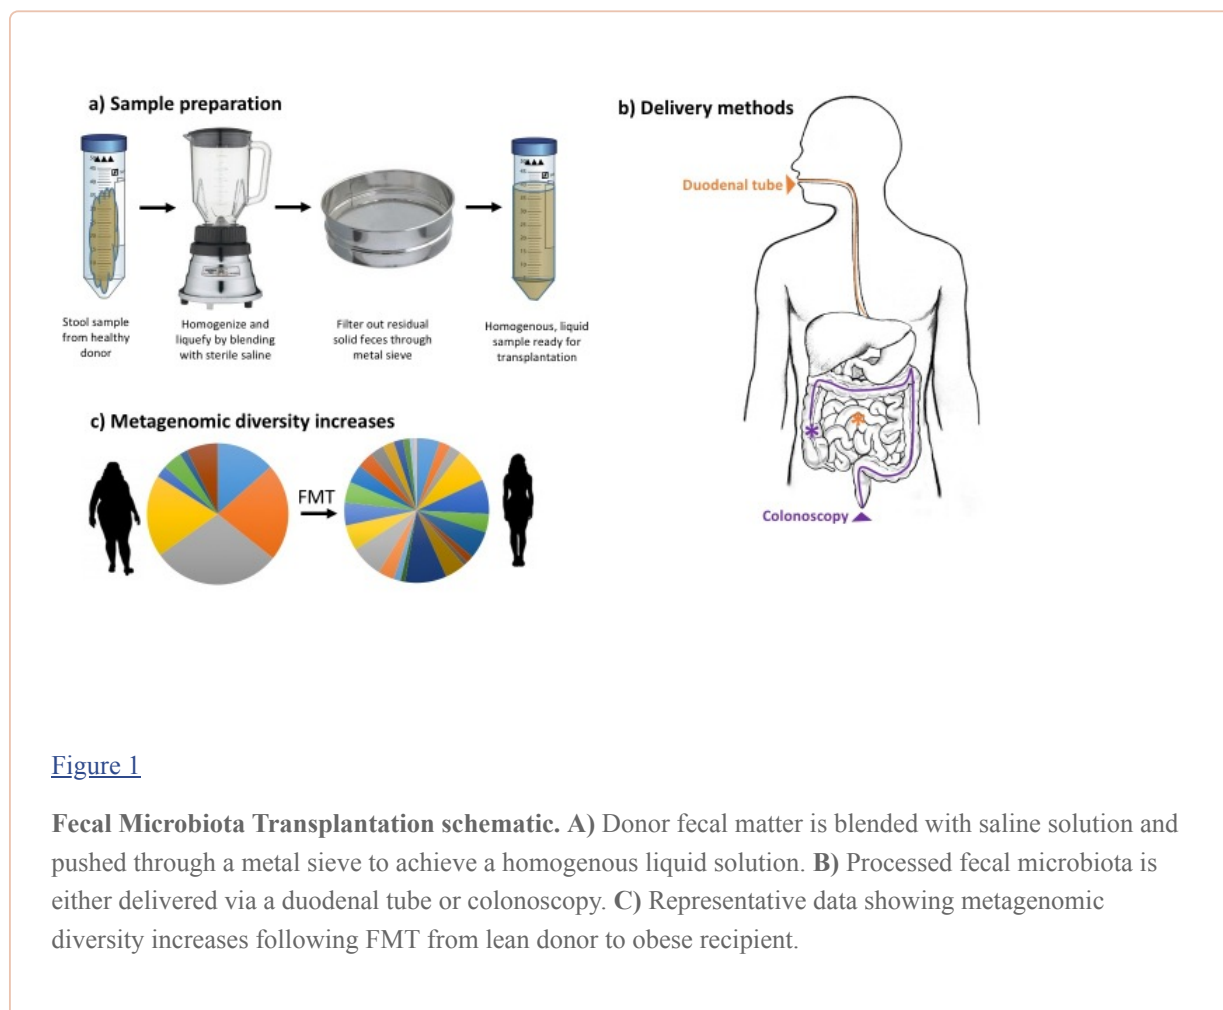 a) Sample preparation
Stool sample
from healthy
donor
Homogenize and
liquefy by blending
with sterile saline
Filter out residual
solid feces through
metal sieve
Homogenous, liquid
sample ready for
transplantation
b) Delivery methods
Duodenal tube
Colonoscopy
c) Metagenomic diversity increases
FMT
Figure 1
Fecal Microbiota Transplantation schematic. A) Donor fecal matter is blended with saline solution and
pushed through a metal sieve to achieve a homogenous liquid solution. B) Processed fecal microbiota is
either delivered via a duodenal tube or colonoscopy. C) Representative data showing metagenomic
diversity increases following FMT from lean donor to obese recipient.